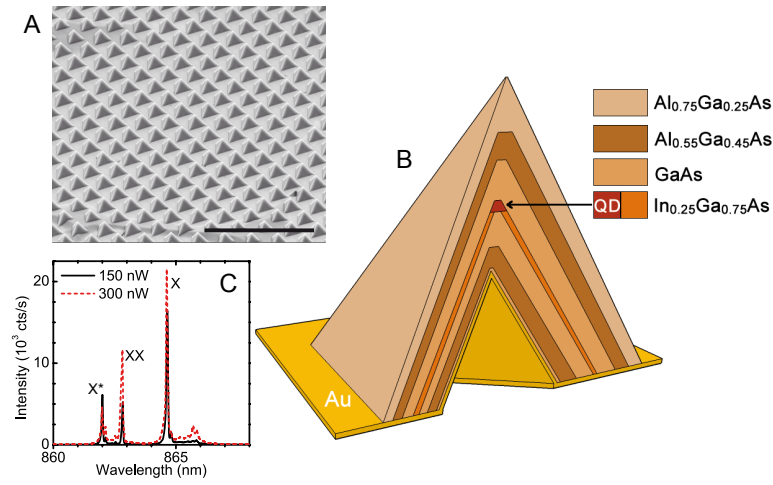 A
B
Al0.75Ga0.25As
Al0.55Ga0.45As
GaAs
QD In0.25Ga0.75As
C
150 nW
300 nW
X
XX
X*
20
10
0
Intensity (10³ cts/s)
860 865
Wavelength (nm)
Au